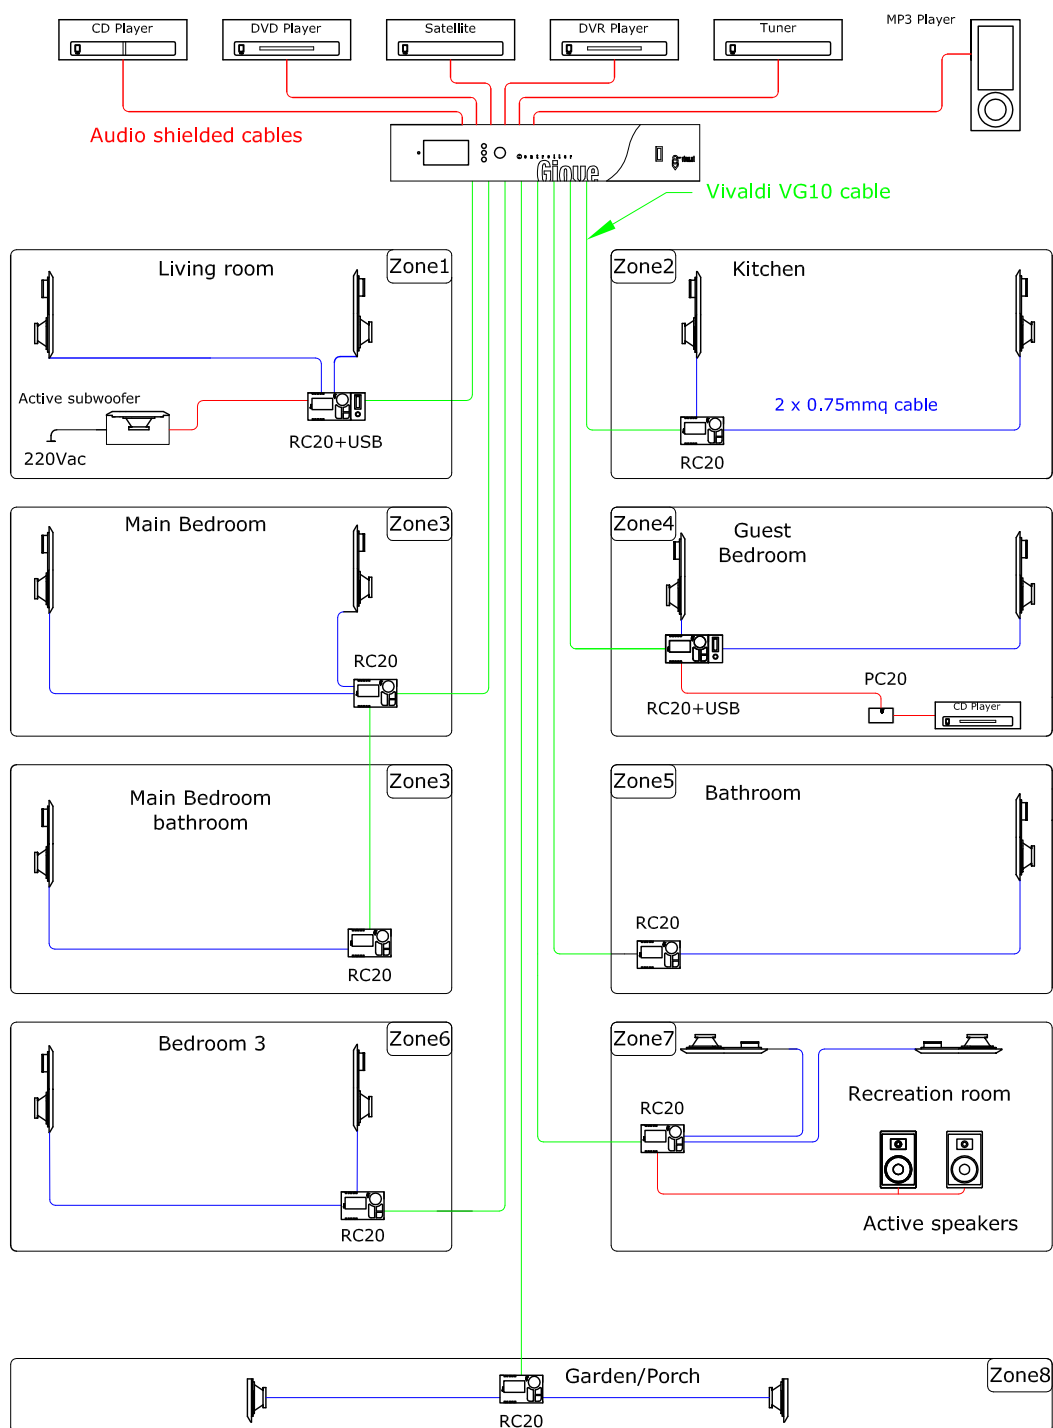 CD Player
DVD Player
Satellite
DVR Player
Tuner
MP3 Player
Audio shielded cables
Controller
Giove
Vivaldi VG10 cable
Living room
Zone1
Active subwoofer
220Vac
RC20+USB
Zone2
Kitchen
2 x 0.75mmq cable
RC20
Main Bedroom
Zone3
RC20
Zone4
Guest
Bedroom
RC20+USB
PC20
CD Player
Main Bedroom
bathroom
Zone3
RC20
Zone5
Bathroom
RC20
Bedroom 3
Zone6
RC20
Zone7
RC20
Recreation room
Active speakers
Garden/Porch
Zone8
RC20